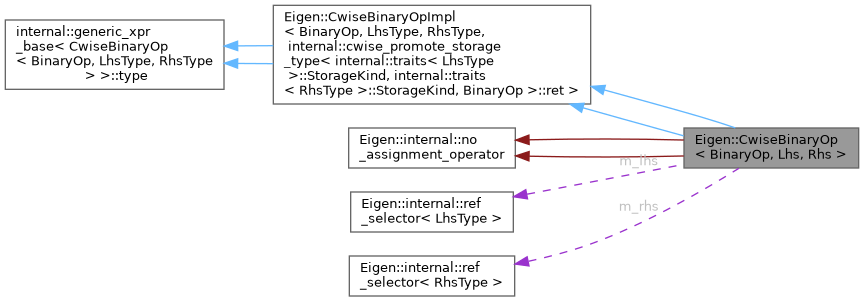 internal::generic_xpr
_base< CwiseBinaryOp
< BinaryOp, LhsType, RhsType
> >::type
Eigen::CwiseBinaryOpImpl
< BinaryOp, LhsType, RhsType,
internal::cwise_promote_storage
_type< internal::traits< LhsType
>::StorageKind, internal::traits
< RhsType >::StorageKind, BinaryOp >::ret >
Eigen::internal::no
_assignment_operator
Eigen::CwiseBinaryOp
< BinaryOp, Lhs, Rhs >
m_lhs
Eigen::internal::ref
_selector< LhsType >
m_rhs
Eigen::internal::ref
_selector< RhsType >